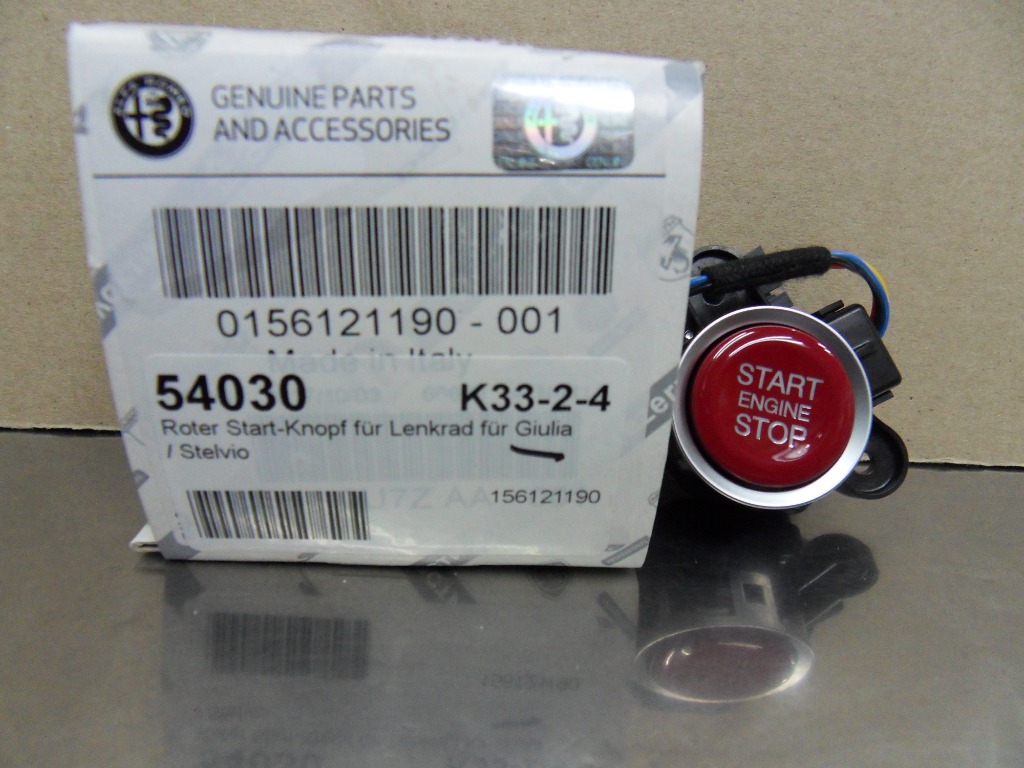 GENUINE PARTS
AND ACCESSORIES
0156121190 - 001
Made in Italy
54030 K33-2-4
Roter Start-Knopf für Lenkrad für Giulia
/ Stelvio
156121190
START
ENGINE
STOP